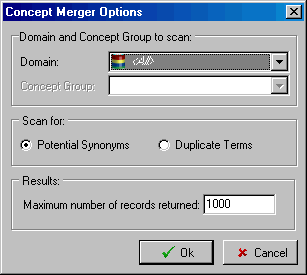 Concept Merger Options
Domain and Concept Group to scan:
Domain: <All>
Concept Group:
Scan for:
Potential Synonyms Duplicate Terms
Results:
Maximum number of records returned: 1000
Ok Cancel